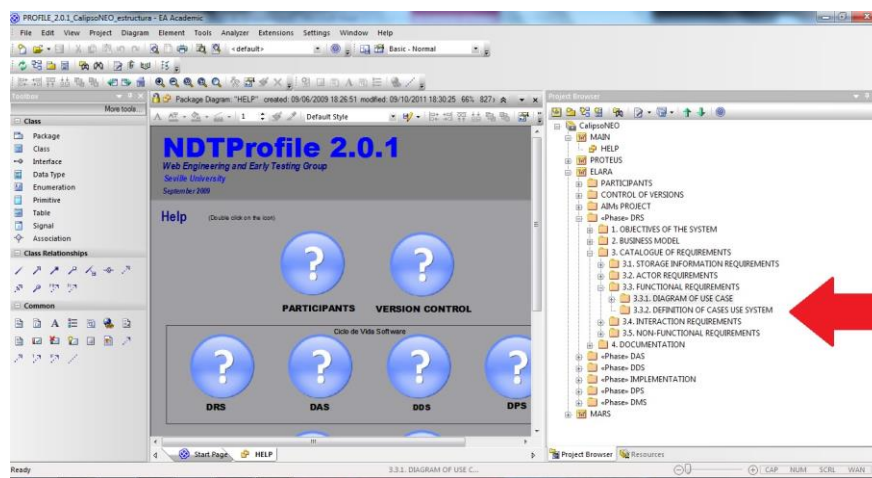 PROFILE_2.0.1_CalipsoNEO_estructura - EA Academic
File Edit View Project Diagram Element Tools Analyzer Extensions Settings Window Help
<default> Basic - Normal
Toolbox
More tools...
Class
Package
Class
Interface
Data Type
Enumeration
Primitive
Table
Signal
Association
Class Relationships
Common
Package Diagram: "HELP" created: 09/06/2009 18:26:51 modified: 09/10/2011 18:30:25 66% 827
1 Default Style
NDTProfile 2.0.1
Web Engineering and Early Testing Group
Seville University
September 2009
Help (Double click on the icon)
PARTICIPANTS VERSION CONTROL
Ciclo de Vida Software
DRS DAS DDS DPS
Start Page HELP
Project Browser
CalipsoNEO
MAIN
HELP
PROTEUS
ELARA
PARTICIPANTS
CONTROL OF VERSIONS
AIMs PROJECT
«Phase» DRS
1. OBJECTIVES OF THE SYSTEM
2. BUSINESS MODEL
3. CATALOGUE OF REQUIREMENTS
3.1. STORAGE INFORMATION REQUIREMENTS
3.2. ACTOR REQUIREMENTS
3.3. FUNCTIONAL REQUIREMENTS
3.3.1. DIAGRAM OF USE CASE
3.3.2. DEFINITION OF CASES USE SYSTEM
3.4. INTERACTION REQUIREMENTS
3.5. NON-FUNCTIONAL REQUIREMENTS
4. DOCUMENTATION
«Phase» DAS
«Phase» DDS
«Phase» IMPLEMENTATION
«Phase» DPS
«Phase» DMS
MARS
Project Browser Resources
Ready 3.3.1. DIAGRAM OF USE C... CAP NUM SCRL WAN